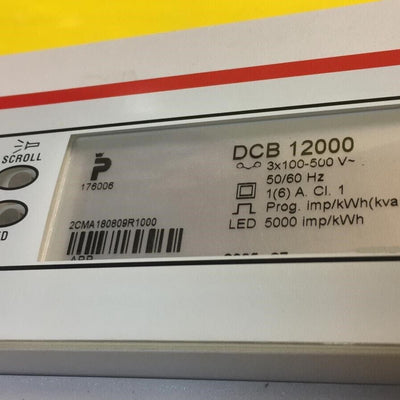 SCROLL
P
176006
DCB 12000
3x100-500 V~
50/60 Hz
1(6) A. Cl. 1
Prog. imp/kWh(kva
LED 5000 imp/kWh
2CMA180809R1000
ABB